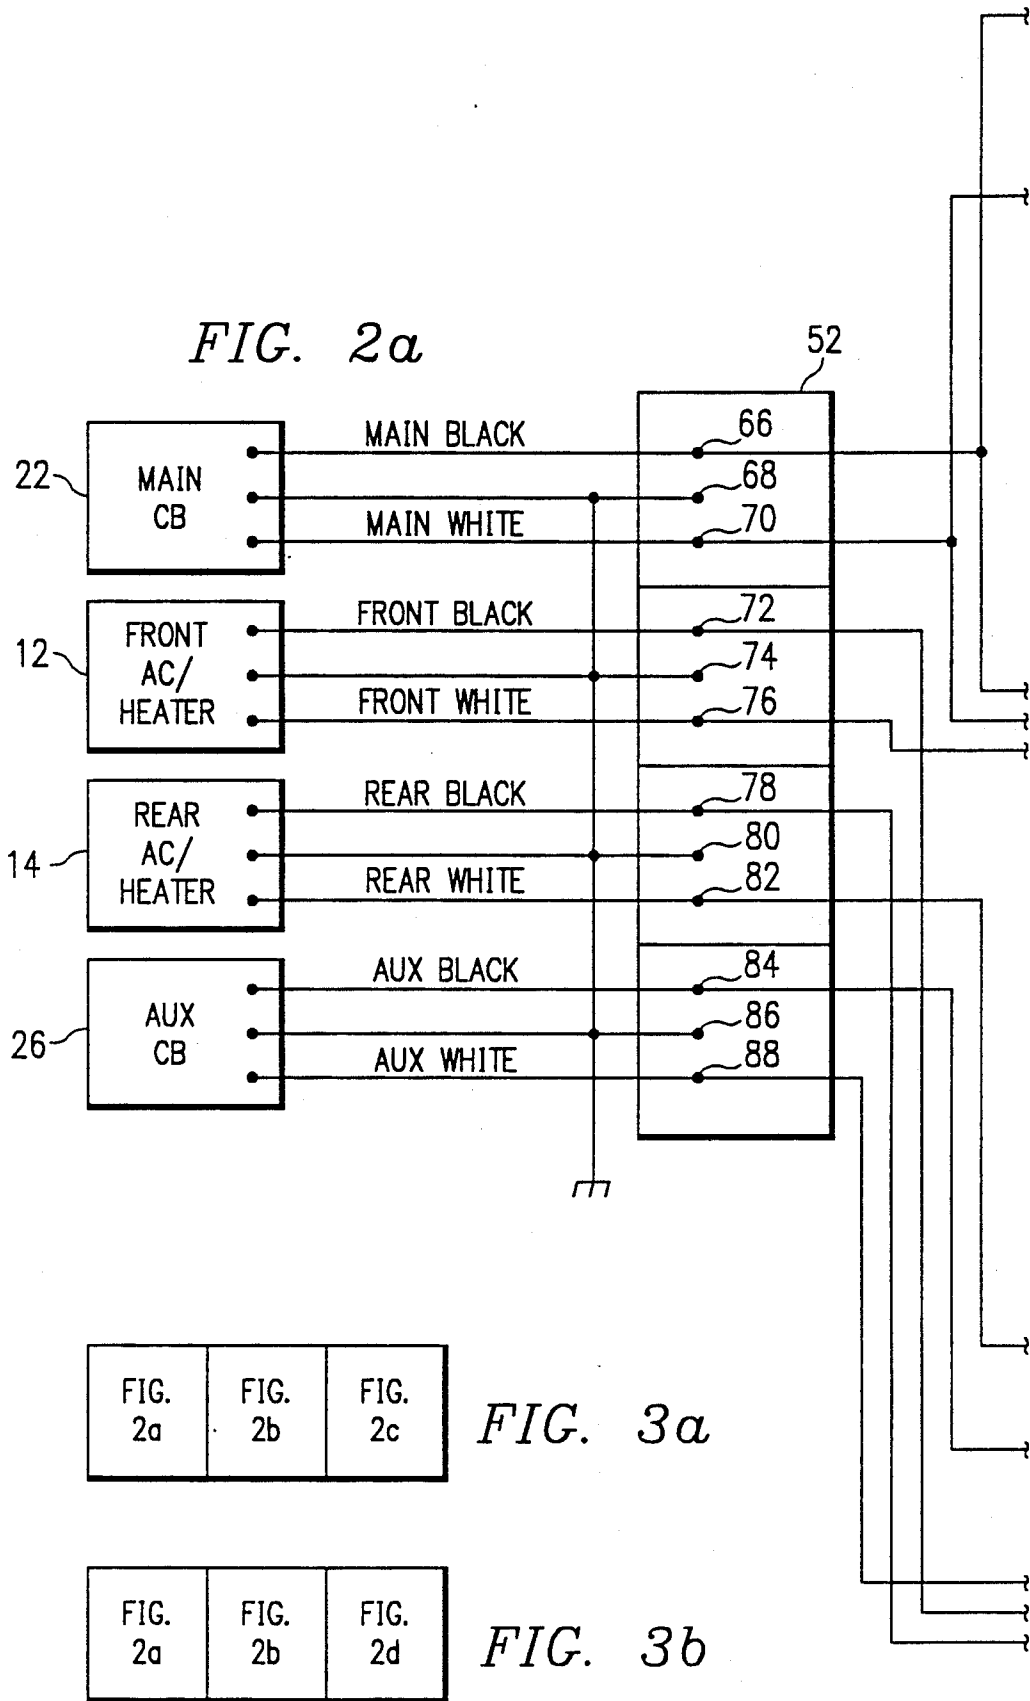 FIG. 2a
52
22
MAIN
CB
MAIN BLACK
MAIN WHITE
66
68
70
12
FRONT
AC/
HEATER
FRONT BLACK
FRONT WHITE
72
74
76
14
REAR
AC/
HEATER
REAR BLACK
REAR WHITE
78
80
82
26
AUX
CB
AUX BLACK
AUX WHITE
84
86
88
FIG.
2a
FIG.
2b
FIG.
2c
FIG. 3a
FIG.
2a
FIG.
2b
FIG.
2d
FIG. 3b